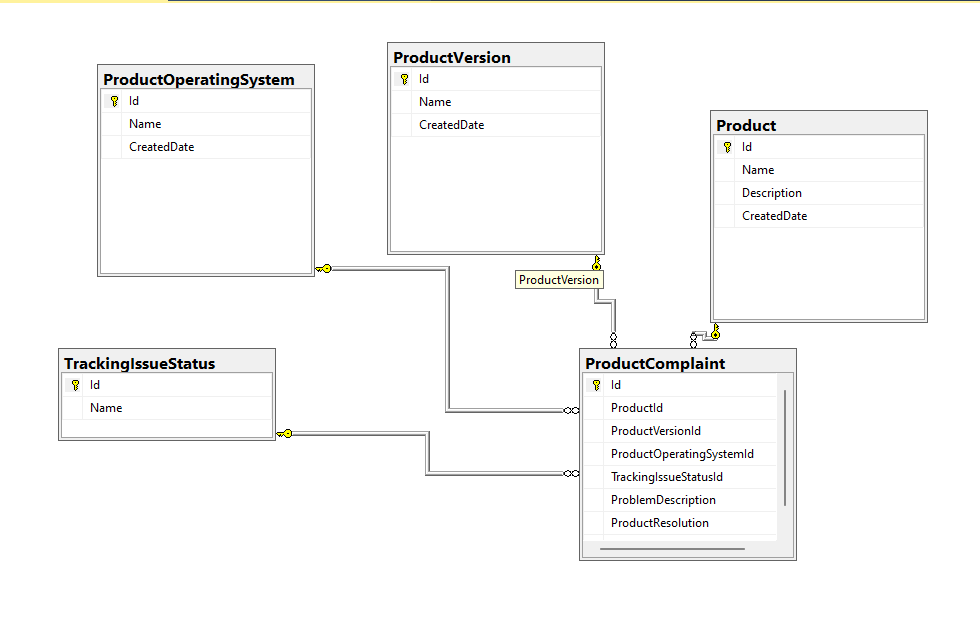 ProductOperatingSystem
Id
Name
CreatedDate
ProductVersion
Id
Name
CreatedDate
Product
Id
Name
Description
CreatedDate
ProductVersion
TrackingIssueStatus
Id
Name
ProductComplaint
Id
ProductId
ProductVersionId
ProductOperatingSystemId
TrackingIssueStatusId
ProblemDescription
ProductResolution